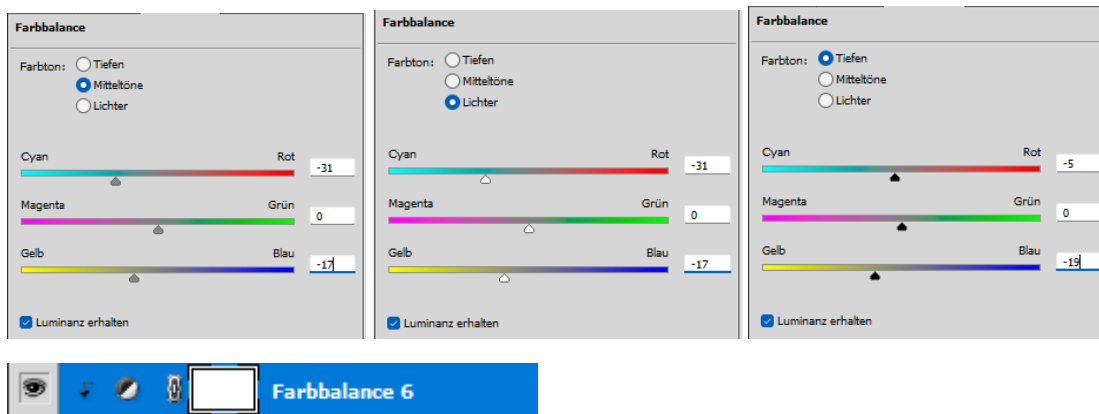 Farbbalance
Farbton: Tiefen
Mitteltöne
Lichter
Cyan Rot -31
Magenta Grün 0
Gelb Blau -17
Luminanz erhalten
Farbbalance
Farbton: Tiefen
Mitteltöne
Lichter
Cyan Rot -31
Magenta Grün 0
Gelb Blau -17
Luminanz erhalten
Farbbalance
Farbton: Tiefen
Mitteltöne
Lichter
Cyan Rot -5
Magenta Grün 0
Gelb Blau -19
Luminanz erhalten
Farbbalance 6